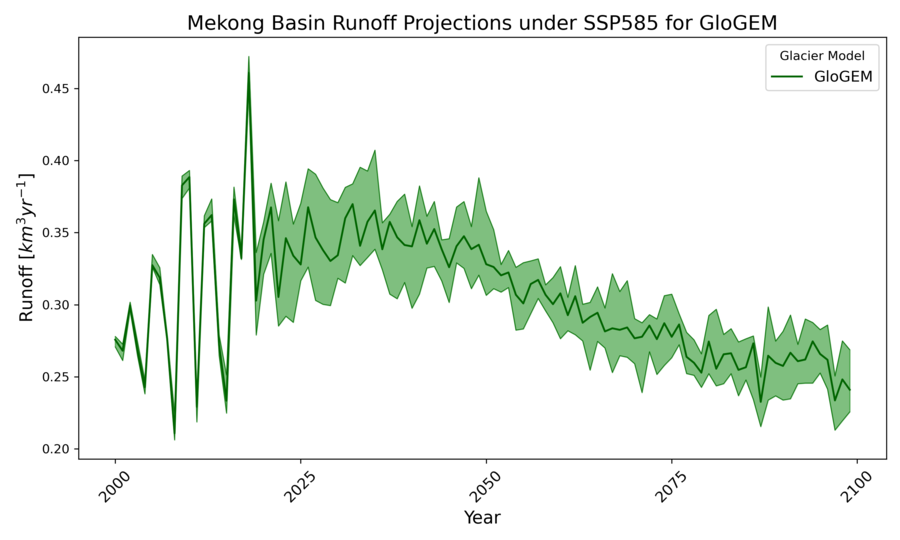 Mekong Basin Runoff Projections under SSP585 for GloGEM
Glacier Model
GloGEM
Runoff [km³yr⁻¹]
0.45
0.40
0.35
0.30
0.25
0.20
2000
2025
2050
2075
2100
Year